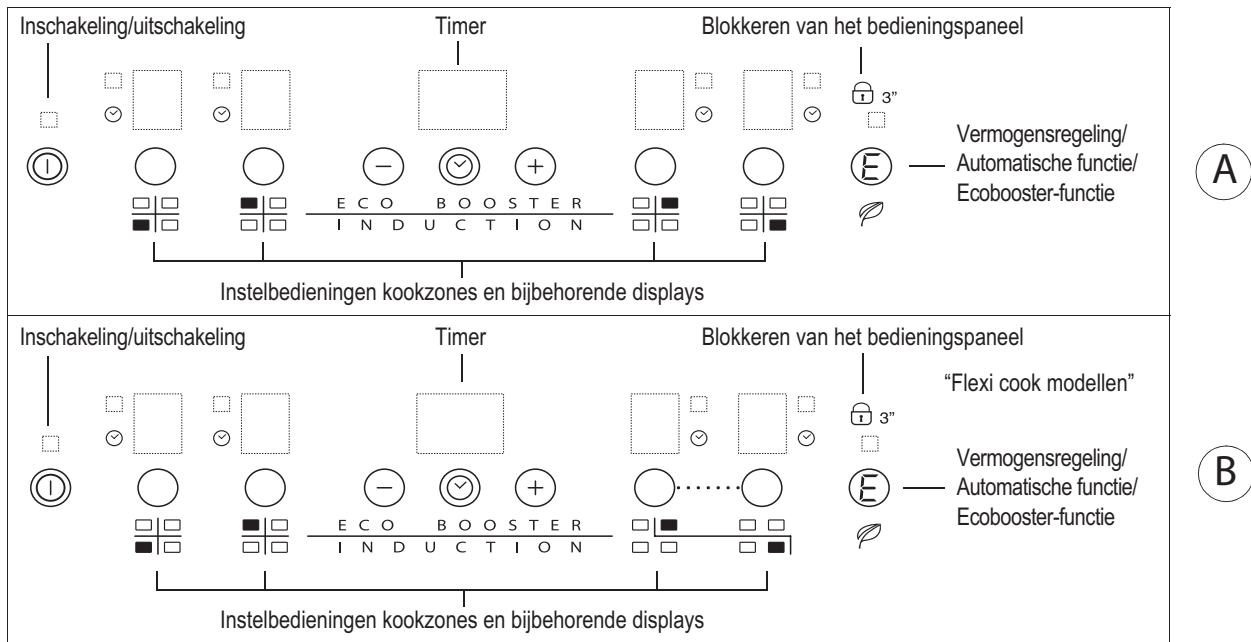 Inschakeling/uitschakeling
Timer
Blokkeren van het bedieningspaneel
3”
Vermogensregeling/
Automatische functie/
Ecobooster-functie
A
E
ECO BOOSTER
INDUCTION
Instelbedieningen kookzones en bijbehorende displays
Inschakeling/uitschakeling
Timer
Blokkeren van het bedieningspaneel
“Flexi cook modellen”
3”
Vermogensregeling/
Automatische functie/
Ecobooster-functie
B
E
ECO BOOSTER
INDUCTION
Instelbedieningen kookzones en bijbehorende displays